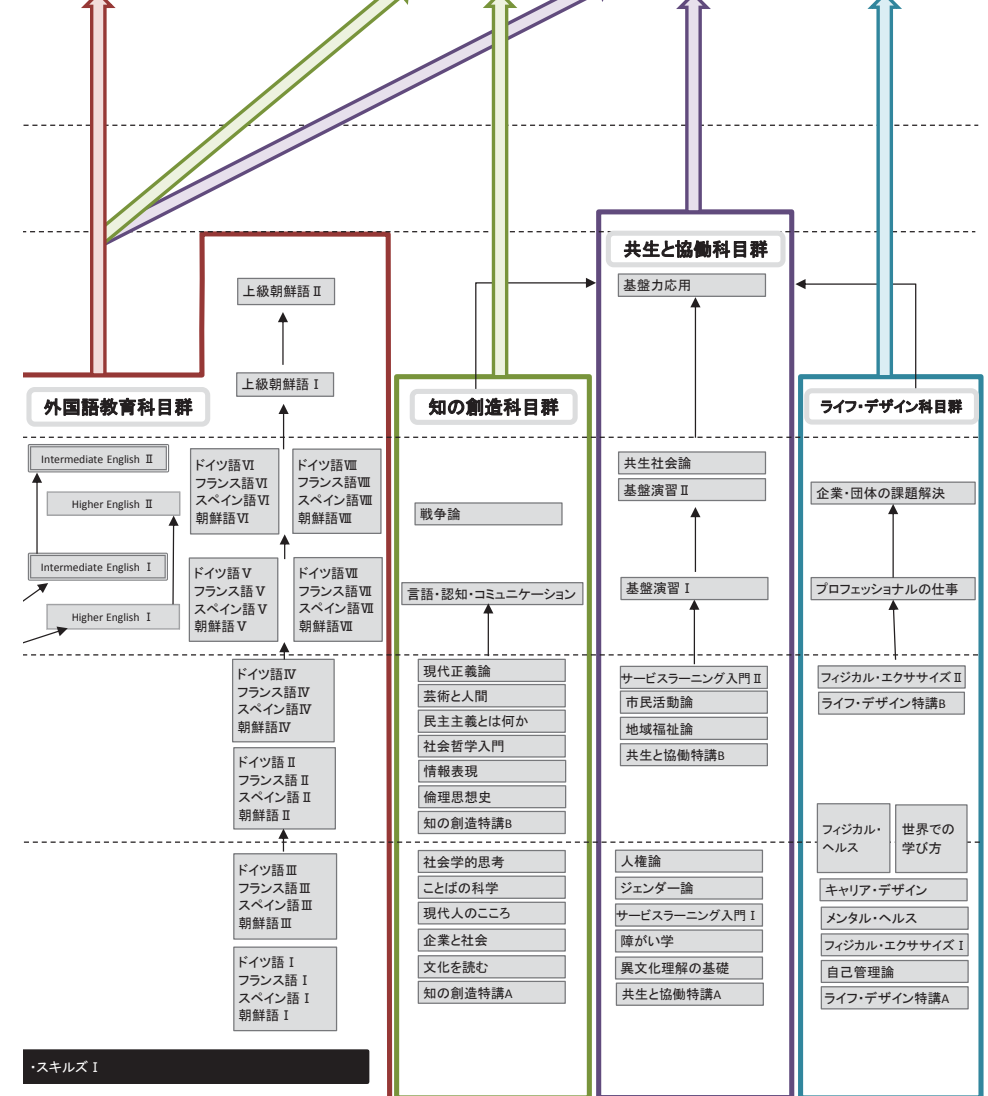 共生と協働科目群
基盤力応用
上級朝鮮語Ⅱ
上級朝鮮語Ⅰ
外国語教育科目群
知の創造科目群
ライフ・デザイン科目群
Intermediate English Ⅱ
Higher English Ⅱ
Intermediate English Ⅰ
Higher English Ⅰ
ドイツ語Ⅵ
フランス語Ⅵ
スペイン語Ⅵ
朝鮮語Ⅵ
ドイツ語Ⅷ
フランス語Ⅷ
スペイン語Ⅷ
朝鮮語Ⅷ
ドイツ語Ⅴ
フランス語Ⅴ
スペイン語Ⅴ
朝鮮語Ⅴ
ドイツ語Ⅶ
フランス語Ⅶ
スペイン語Ⅶ
朝鮮語Ⅶ
ドイツ語Ⅳ
フランス語Ⅳ
スペイン語Ⅳ
朝鮮語Ⅳ
ドイツ語Ⅱ
フランス語Ⅱ
スペイン語Ⅱ
朝鮮語Ⅱ
ドイツ語Ⅲ
フランス語Ⅲ
スペイン語Ⅲ
朝鮮語Ⅲ
ドイツ語Ⅰ
フランス語Ⅰ
スペイン語Ⅰ
朝鮮語Ⅰ
・スキルズⅠ
戦争論
言語・認知・コミュニケーション
現代正義論
芸術と人間
民主主義とは何か
社会哲学入門
情報表現
倫理思想史
知の創造特講B
社会学的思考
ことばの科学
現代人のこころ
企業と社会
文化を読む
知の創造特講A
共生社会論
基盤演習Ⅱ
基盤演習Ⅰ
サービスラーニング入門Ⅱ
市民活動論
地域福祉論
共生と協働特講B
人権論
ジェンダー論
サービスラーニング入門Ⅰ
障がい学
異文化理解の基礎
共生と協働特講A
企業・団体の課題解決
プロフェッショナルの仕事
フィジカル・エクササイズⅡ
ライフ・デザイン特講B
フィジカル・
ヘルス
世界での
学び方
キャリア・デザイン
メンタル・ヘルス
フィジカル・エクササイズⅠ
自己管理論
ライフ・デザイン特講A